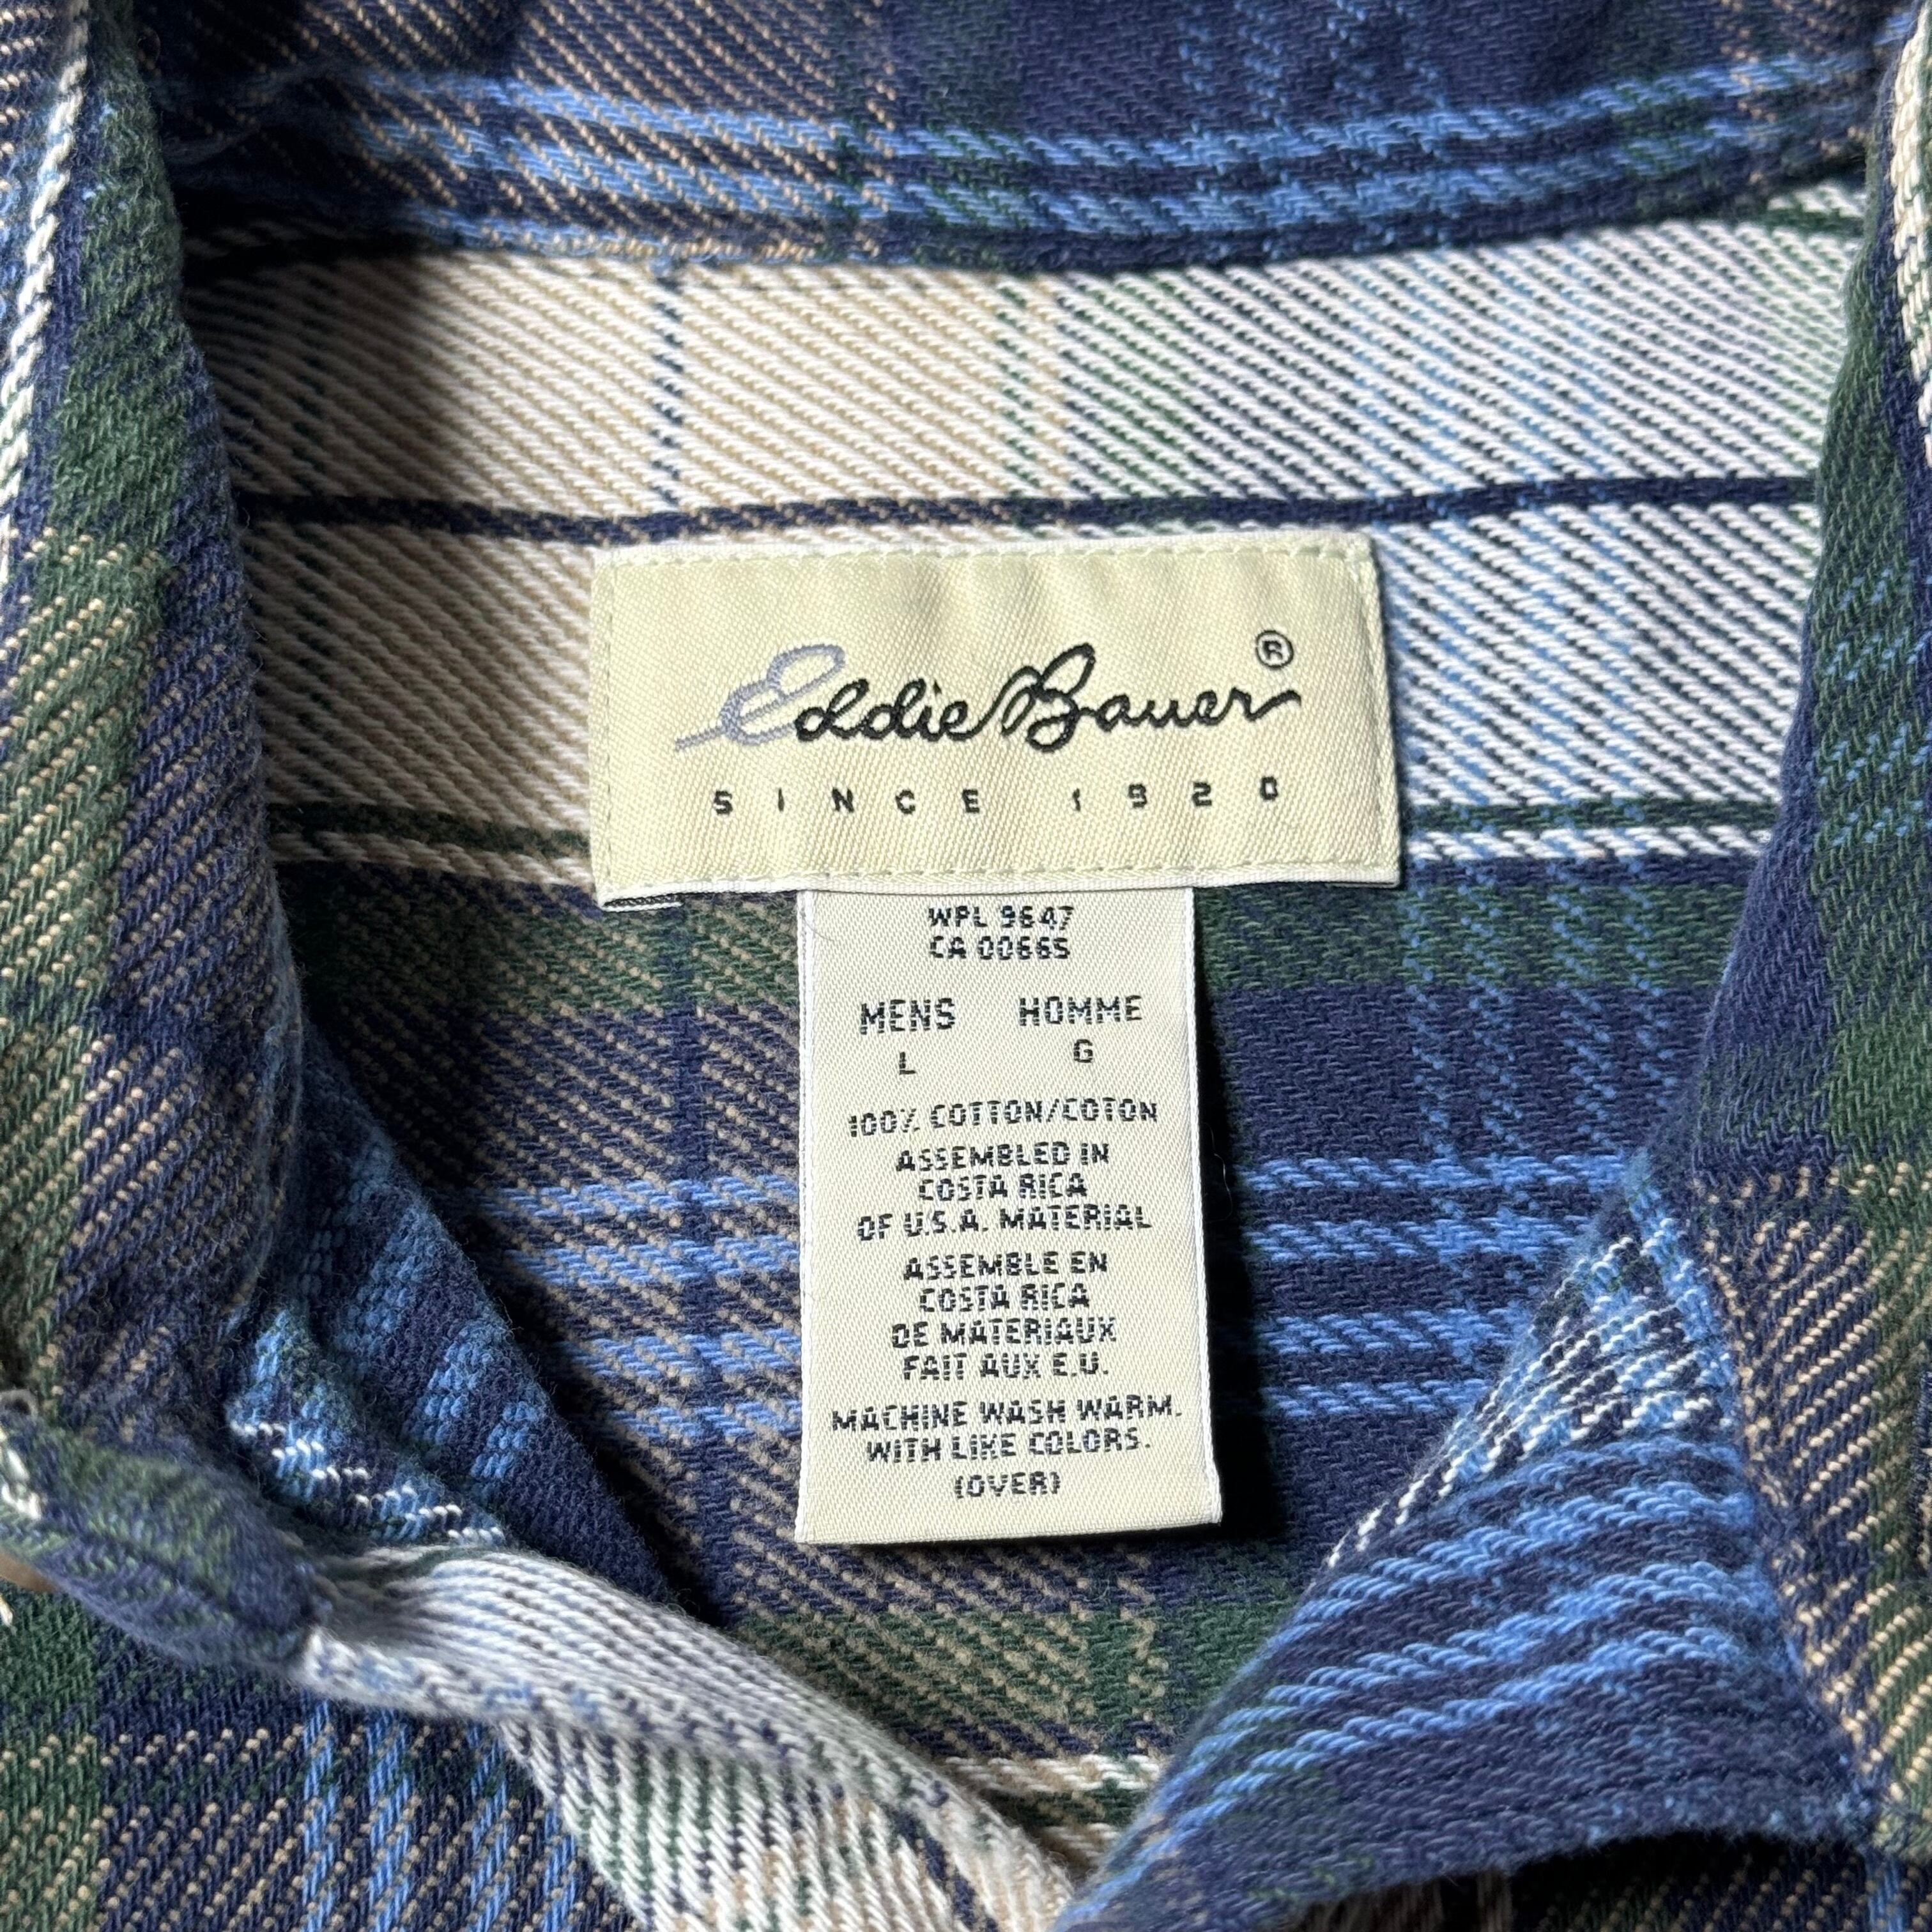 Eddie Bauer ®
SINCE 1920
WPL 9647
CA 00665
MENS HOMME
L G
100% COTTON/COTON
ASSEMBLED IN
COSTA RICA
OF U.S.A. MATERIAL
ASSEMBLE EN
COSTA RICA
DE MATERIAUX
FAIT AUX E.U.
MACHINE WASH WARM.
WITH LIKE COLORS.
(OVER)